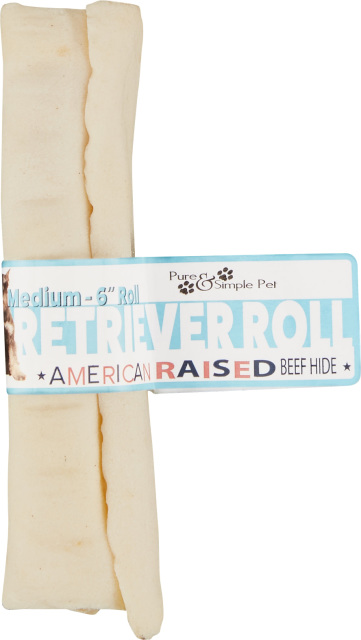 Pure & Simple Pet
Medium - 6" Roll
RETRIEVER ROLL
★ AMERICAN RAISED BEEF HIDE ★